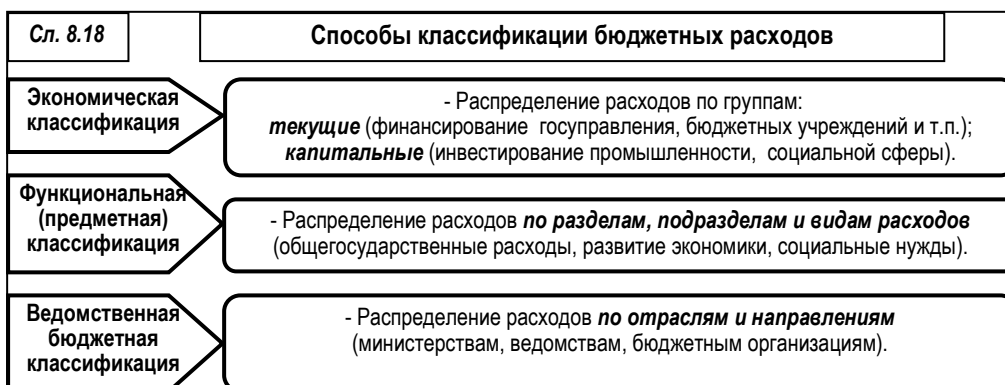 Сл. 8.18
Способы классификации бюджетных расходов
Экономическая
классификация
- Распределение расходов по группам:
текущие (финансирование госуправления, бюджетных учреждений и т.п.);
капитальные (инвестирование промышленности, социальной сферы).
Функциональная
(предметная)
классификация
- Распределение расходов по разделам, подразделам и видам расходов
(общегосударственные расходы, развитие экономики, социальные нужды).
Ведомственная
бюджетная
классификация
- Распределение расходов по отраслям и направлениям
(министерствам, ведомствам, бюджетным организациям).